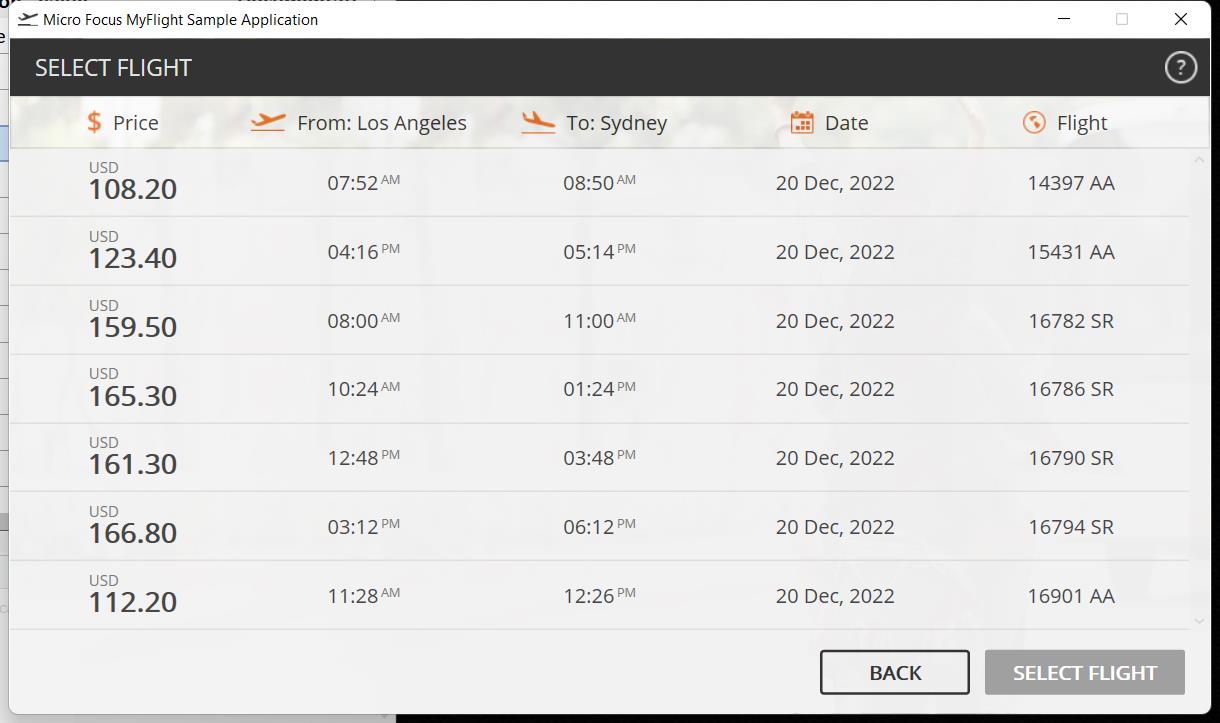 Micro Focus MyFlight Sample Application
SELECT FLIGHT ?
$ Price From: Los Angeles To: Sydney Date Flight
USD
108.20 07:52 AM 08:50 AM 20 Dec, 2022 14397 AA
USD
123.40 04:16 PM 05:14 PM 20 Dec, 2022 15431 AA
USD
159.50 08:00 AM 11:00 AM 20 Dec, 2022 16782 SR
USD
165.30 10:24 AM 01:24 PM 20 Dec, 2022 16786 SR
USD
161.30 12:48 PM 03:48 PM 20 Dec, 2022 16790 SR
USD
166.80 03:12 PM 06:12 PM 20 Dec, 2022 16794 SR
USD
112.20 11:28 AM 12:26 PM 20 Dec, 2022 16901 AA
BACK SELECT FLIGHT